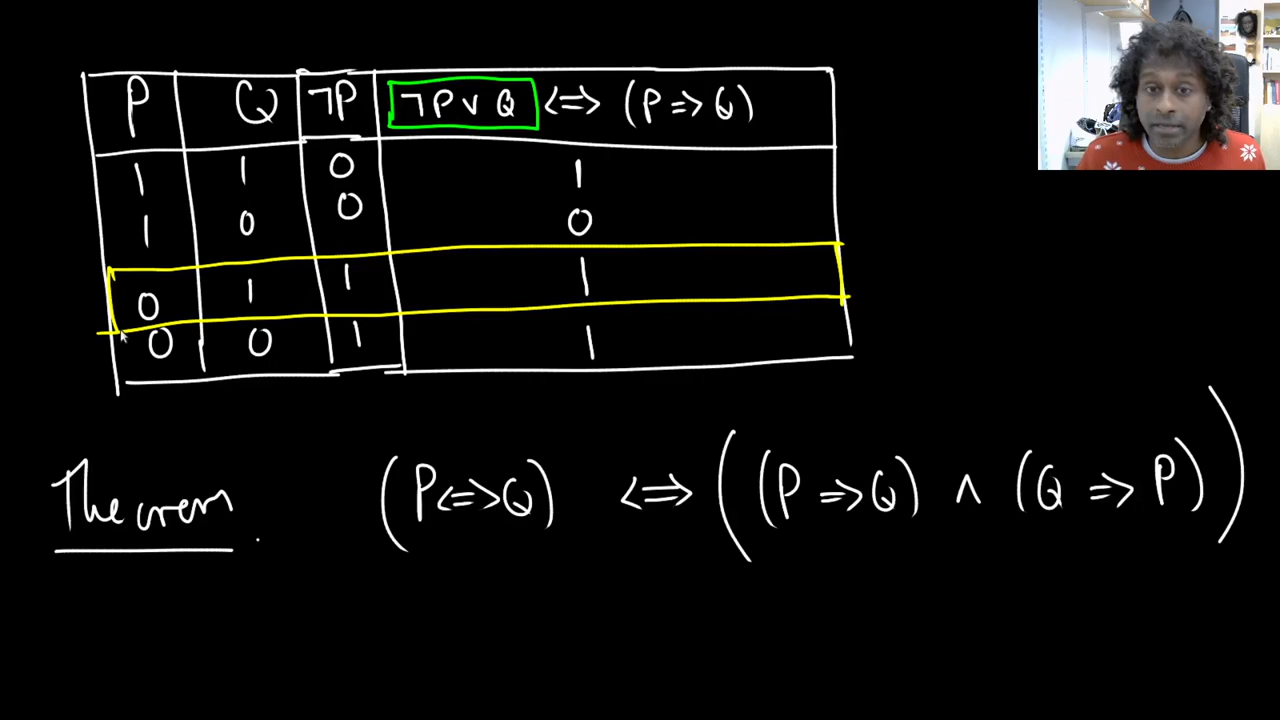 P Q ¬P ¬P ∨ Q <=> (P => Q)
1 1 0 1
1 0 0 0
0 1 1 1
0 0 1 1
Theorem. (P<=>Q) <=> ((P => Q) ∧ (Q => P))